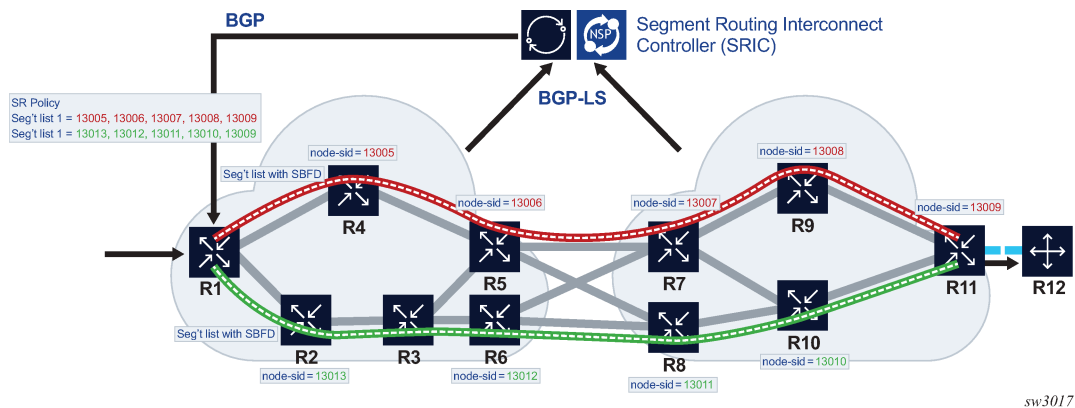 BGP
NSP
Segment Routing Interconnect
Controller (SRIC)
BGP-LS
SR Policy
Seg't list 1 = 13005, 13006, 13007, 13008, 13009
Seg't list 1 = 13013, 13012, 13011, 13010, 13009
node-sid = 13005
node-sid = 13008
Seg't list with SBFD
node-sid = 13006
node-sid = 13007
node-sid = 13009
R4
R9
R1
R5
R7
R11
R12
Seg't list with SBFD
R2
R3
R6
R8
R10
node-sid = 13013
node-sid = 13012
node-sid = 13011
node-sid = 13010
sw3017